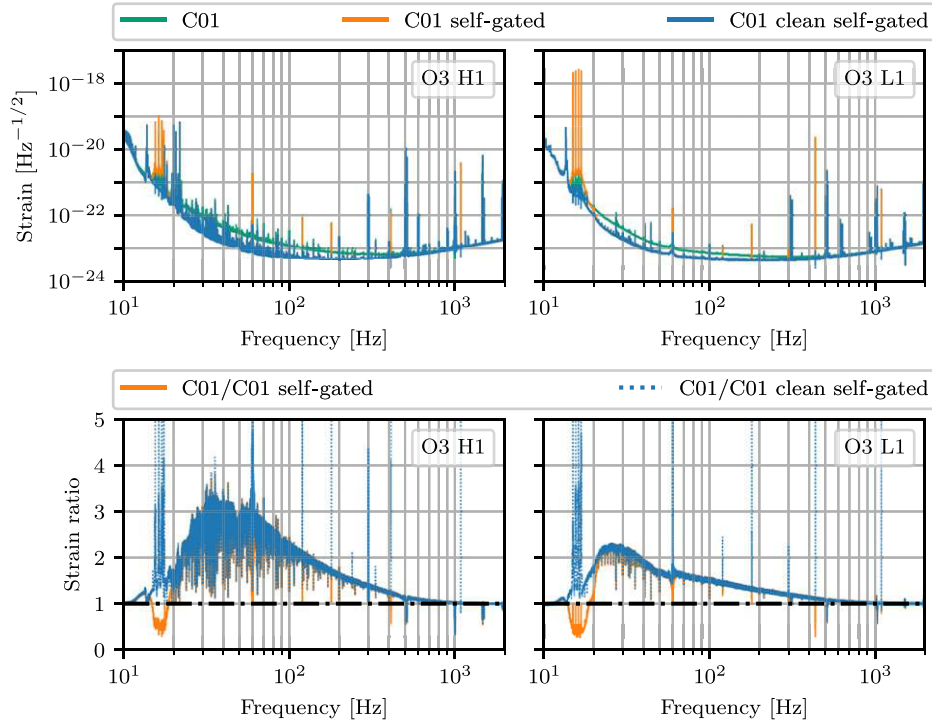 C01 C01 self-gated C01 clean self-gated
Strain [Hz^{-1/2}]
10^{-18}
10^{-20}
10^{-22}
10^{-24}
O3 H1
O3 L1
10^1 10^2 10^3
10^1 10^2 10^3
Frequency [Hz] Frequency [Hz]
C01/C01 self-gated C01/C01 clean self-gated
Strain ratio
5
4
3
2
1
0
O3 H1
O3 L1
10^1 10^2 10^3
10^1 10^2 10^3
Frequency [Hz] Frequency [Hz]